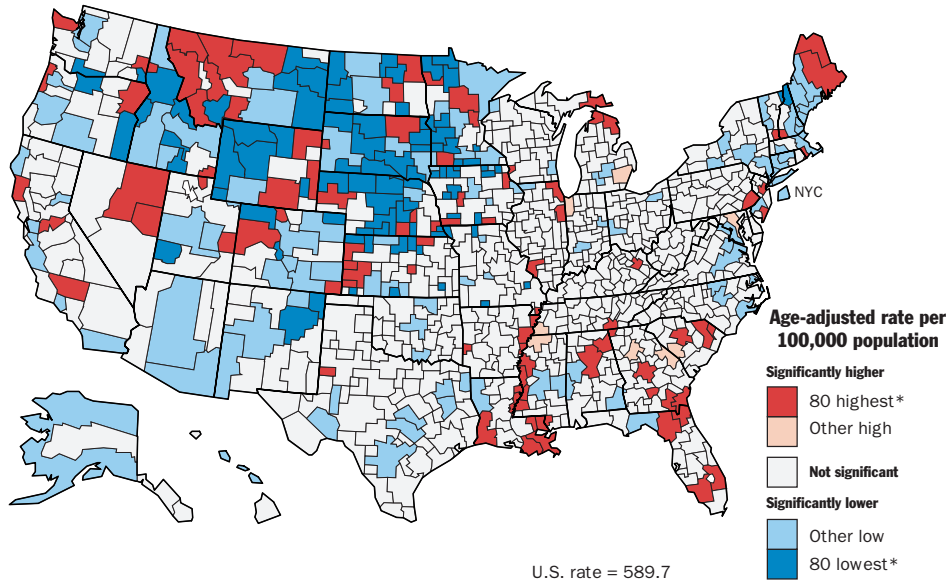 NYC
Age-adjusted rate per
100,000 population
Significantly higher
80 highest*
Other high
Not significant
Significantly lower
Other low
80 lowest*
U.S. rate = 589.7